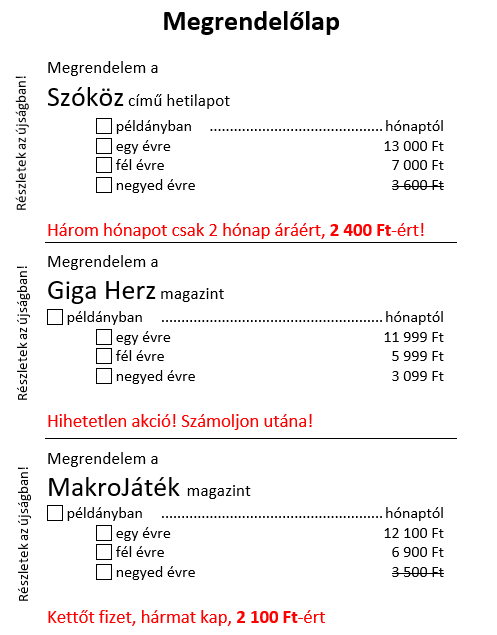 Megrendelőlap
Részletek az újságban!
Megrendelem a
Szóköz című hetilapot
példányban ........................................... hónaptól
egy évre 13 000 Ft
fél évre 7 000 Ft
negyed évre 3 600 Ft
Három hónapot csak 2 hónap áráért, 2 400 Ft-ért!
Részletek az újságban!
Megrendelem a
Giga Herz magazint
példányban ....................................................... hónaptól
egy évre 11 999 Ft
fél évre 5 999 Ft
negyed évre 3 099 Ft
Hihetetlen akció! Számoljon utána!
Részletek az újságban!
Megrendelem a
MakroJáték magazint
példányban ....................................................... hónaptól
egy évre 12 100 Ft
fél évre 6 900 Ft
negyed évre 3 500 Ft
Kettőt fizet, hármat kap, 2 100 Ft-ért